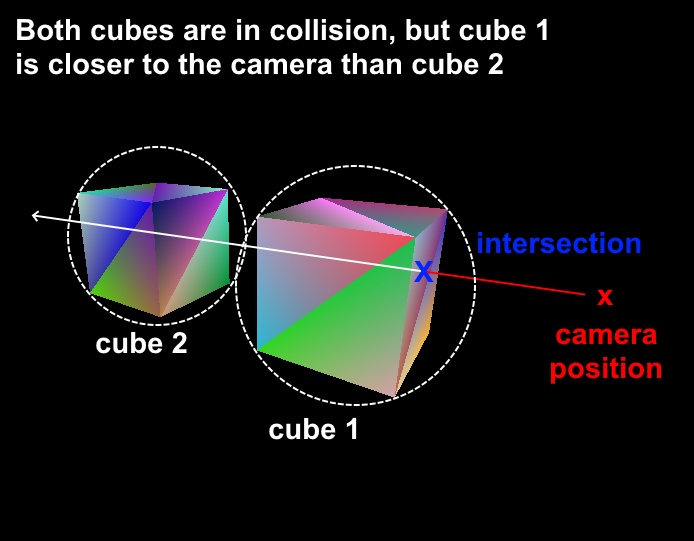 Both cubes are in collision, but cube 1
is closer to the camera than cube 2
intersection
X
x
camera
position
cube 2
cube 1